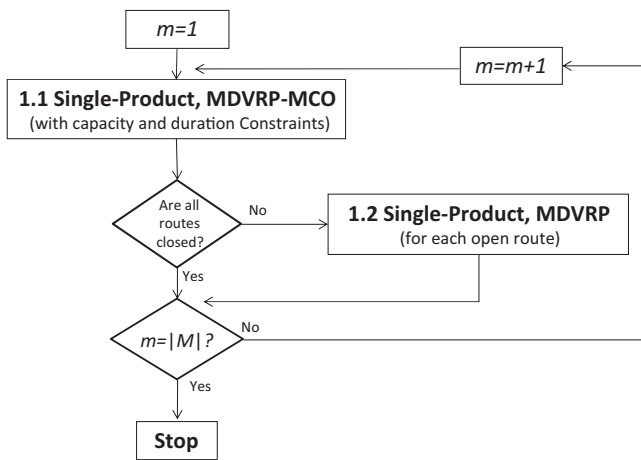 m=1
m=m+1
1.1 Single-Product, MDVRP-MCO
(with capacity and duration Constraints)
Are all
routes
closed?
No
1.2 Single-Product, MDVRP
(for each open route)
Yes
m=|M|?
No
Yes
Stop